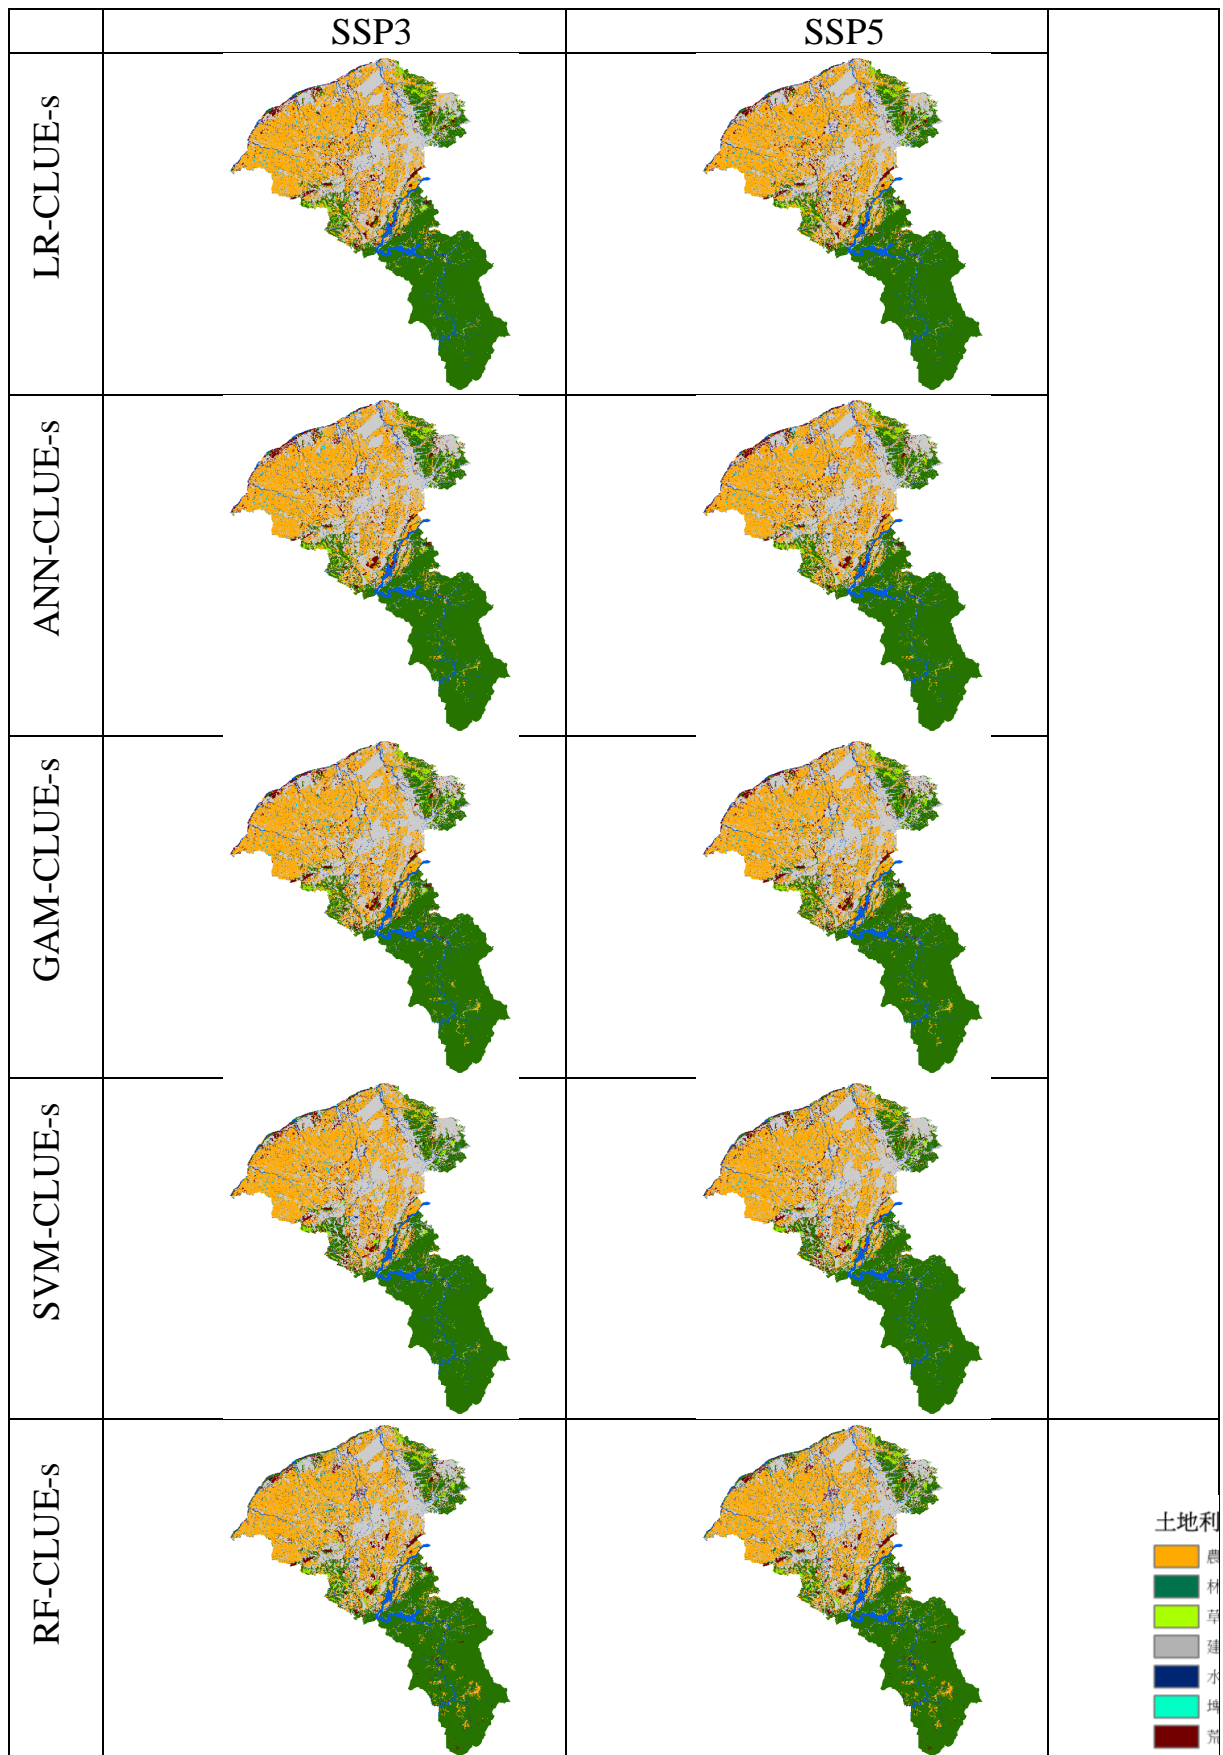 SSP3 SSP5
LR-CLUE-s
ANN-CLUE-s
GAM-CLUE-s
SVM-CLUE-s
RF-CLUE-s
土地利
農
林
草
建
水
埤
荒